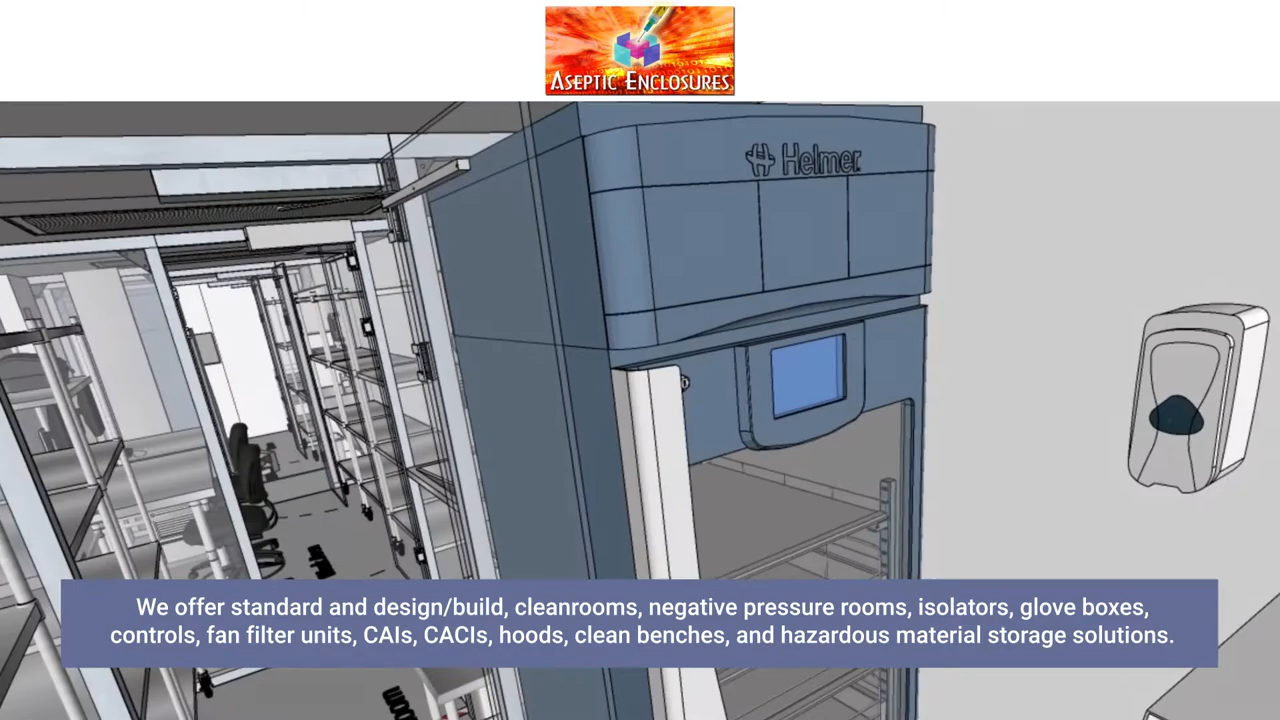 ASEPTIC ENCLOSURES
Helmer
We offer standard and design/build, cleanrooms, negative pressure rooms, isolators, glove boxes,
controls, fan filter units, CAIs, CACIs, hoods, clean benches, and hazardous material storage solutions.